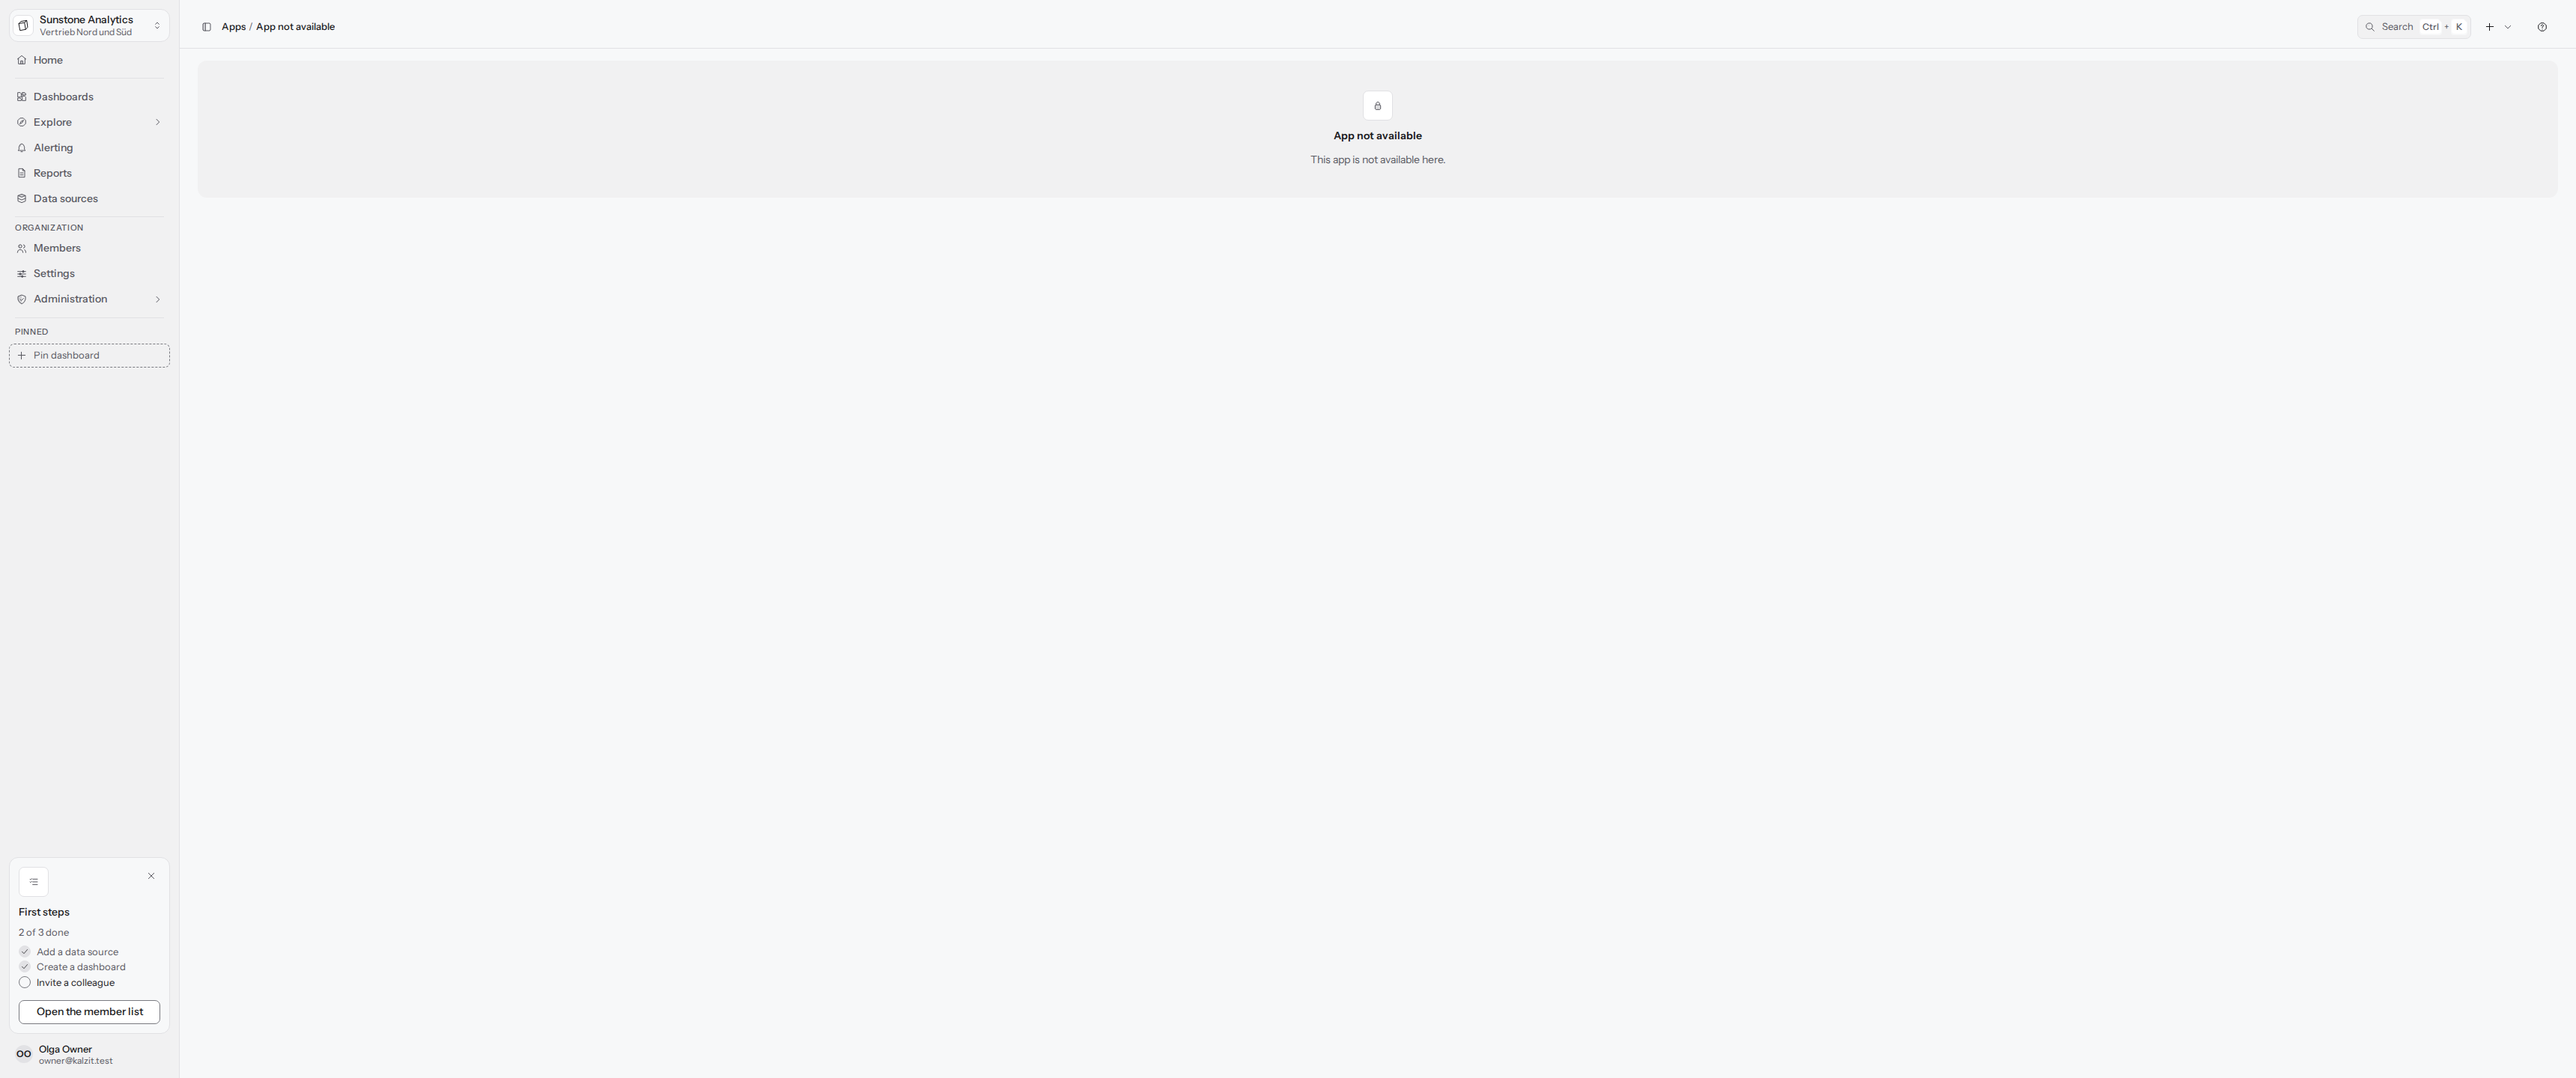 Sunstone Analytics
Vertrieb Nord und Süd
Home
Dashboards
Explore
Alerting
Reports
Data sources
ORGANIZATION
Members
Settings
Administration
PINNED
Pin dashboard
First steps
2 of 3 done
Add a data source
Create a dashboard
Invite a colleague
Open the member list
OO
Olga Owner
owner@kalzit.test
Apps / App not available
Search Ctrl + K
App not available
This app is not available here.